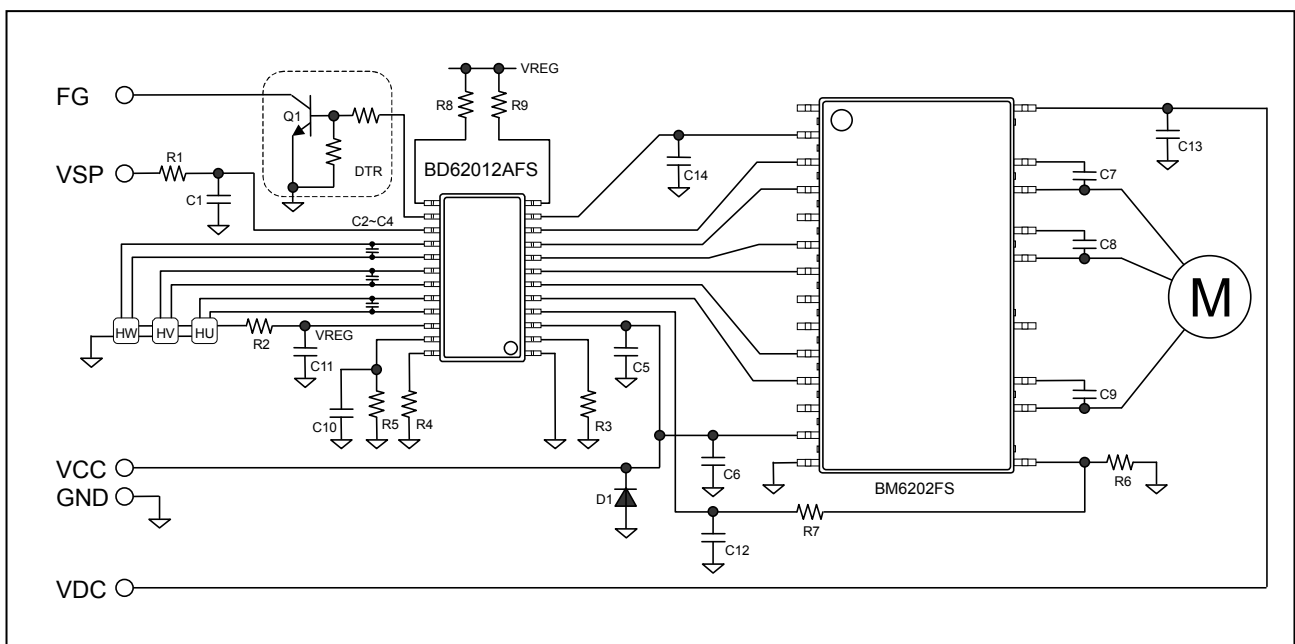 VREG
FG
R8
R9
Q1
DTR
BD62012AFS
VSP
R1
C1
C2~C4
C14
C13
C7
C8
M
HW
HV
HU
R2
VREG
C11
C5
C9
C10
R5
R4
R3
VCC
GND
D1
C6
BM6202FS
R6
R7
C12
VDC